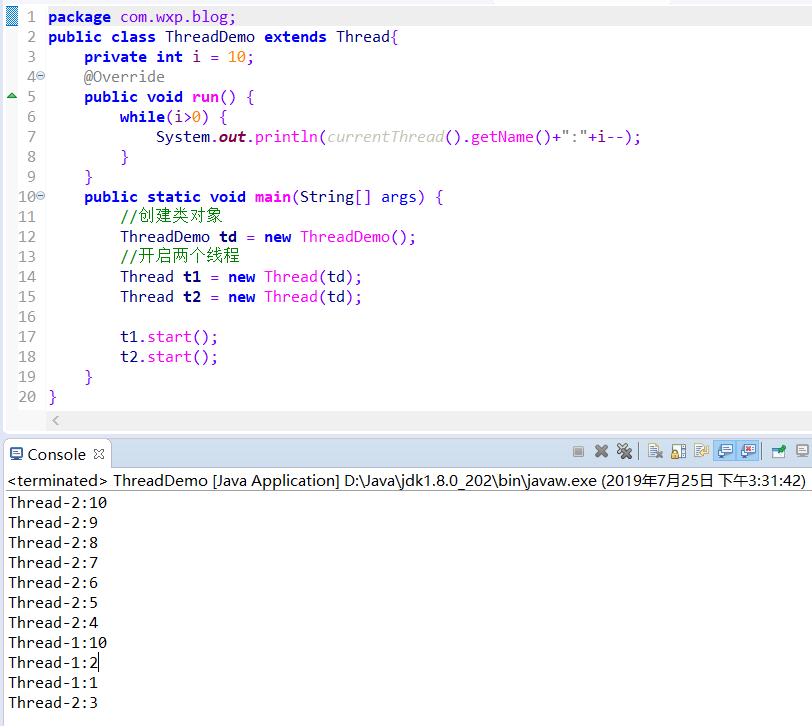 1 package com.wxp.blog;
2 public class ThreadDemo extends Thread{
3     private int i = 10;
4     @Override
5     public void run() {
6         while(i>0) {
7             System.out.println(currentThread().getName()+":"+i--);
8         }
9     }
10     public static void main(String[] args) {
11         //创建类对象
12         ThreadDemo td = new ThreadDemo();
13         //开启两个线程
14         Thread t1 = new Thread(td);
15         Thread t2 = new Thread(td);
16
17         t1.start();
18         t2.start();
19     }
20 }
Console
<terminated> ThreadDemo [Java Application] D:\Java\jdk1.8.0_202\bin\javaw.exe (2019年7月25日 下午3:31:42)
Thread-2:10
Thread-2:9
Thread-2:8
Thread-2:7
Thread-2:6
Thread-2:5
Thread-2:4
Thread-1:10
Thread-1:2
Thread-1:1
Thread-2:3